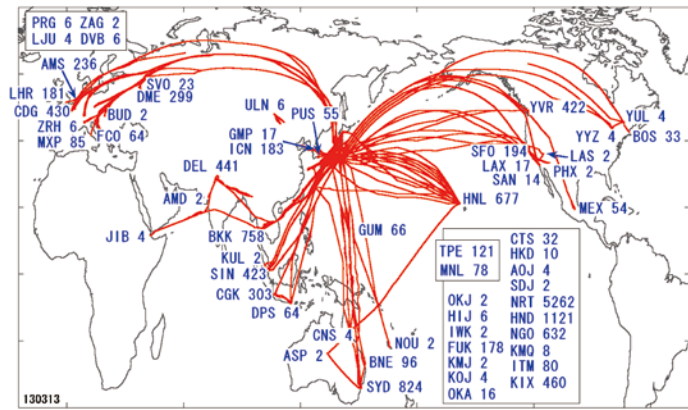 PRG 6 ZAG 2
LJU 4 DVB 6
AMS 236
SVO 23
DME 299
LHR 181
CDG 430
BUD 2
ZRH 6
FCO 64
MXP 85
ULN 6
PUS 55
GMP 17
ICN 183
DEL 441
AMD 2
JIB 4
BKK 758
KUL 2
SIN 423
CGK 303
DPS 64
GUM 66
CNS 4
ASP 2
NOU 2
BNE 96
SYD 824
YVR 422
YUL 4
YYZ 4
BOS 33
SFO 194
LAS 2
LAX 17
PHX 2
SAN 14
HNL 677
MEX 54
TPE 121
MNL 78
CTS 32
HKD 10
AOJ 4
SDJ 2
OKJ 2
NRT 5262
HIJ 6
HND 1121
IWK 2
NGO 632
FUK 178
KMQ 8
KMJ 2
ITM 80
KOJ 4
KIX 460
OKA 16
130313